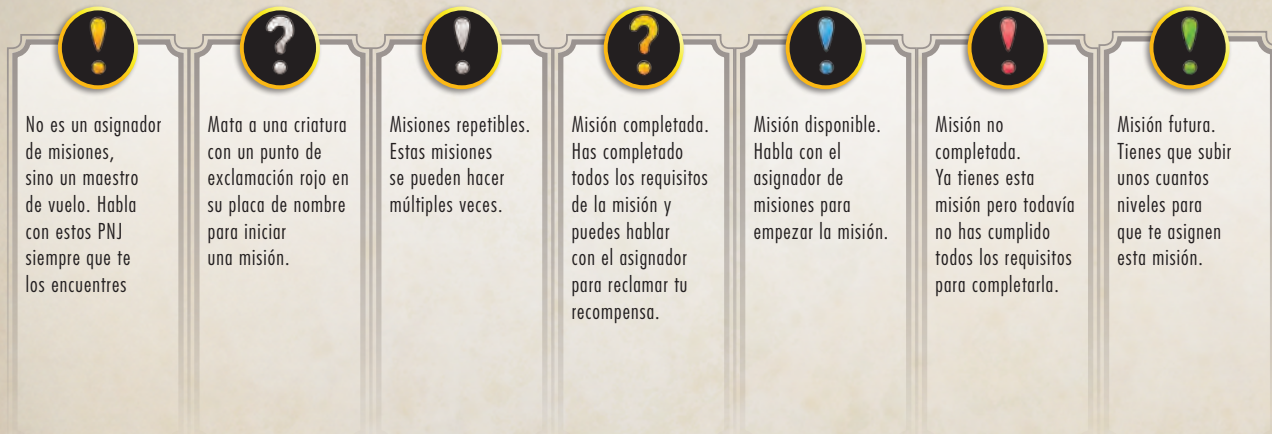 !
?
!
?
!
!
!
No es un asignador
de misiones,
sino un maestro
de vuelo. Habla
con estos PNJ
siempre que te
los encuentres
Mata a una criatura
con un punto de
exclamación rojo en
su placa de nombre
para iniciar
una misión.
Misiones repetibles.
Estas misiones
se pueden hacer
múltiples veces.
Misión completada.
Has completado
todos los requisitos
de la misión y
puedes hablar
con el asignador
para reclamar tu
recompensa.
Misión disponible.
Habla con el
asignador de
misiones para
empezar la misión.
Misión no
completada.
Ya tienes esta
misión pero todavía
no has cumplido
todos los requisitos
para completarla.
Misión futura.
Tienes que subir
unos cuantos
niveles para
que te asignen
esta misión.